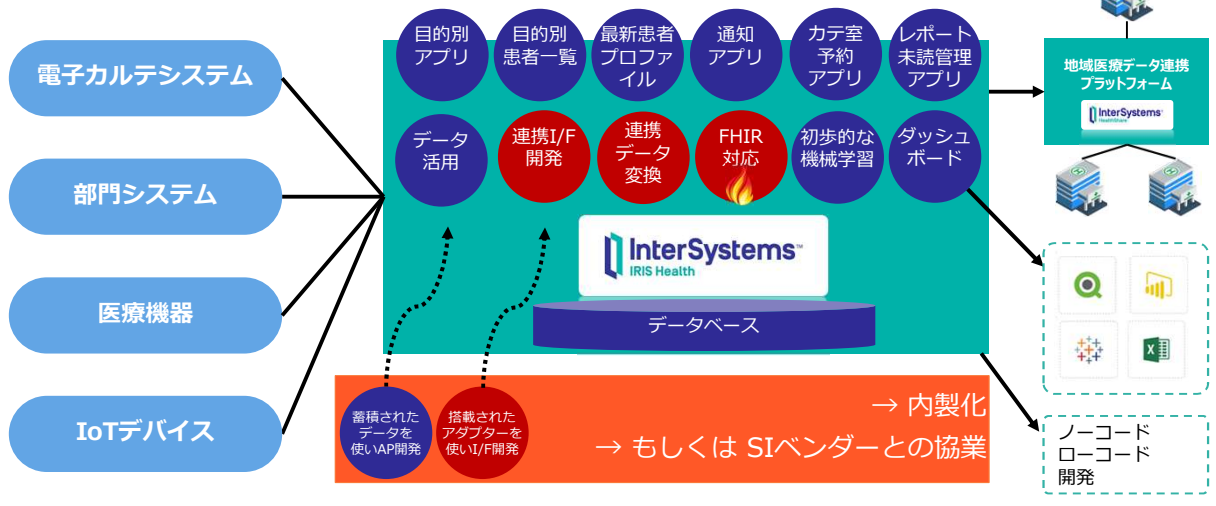 電子カルテシステム
部門システム
医療機器
IoTデバイス
目的別
アプリ
目的別
患者一覧
最新患者
プロファ
イル
通知
アプリ
カテ室
予約
アプリ
レポート
未読管理
アプリ
データ
活用
連携I/F
開発
連携
データ
変換
FHIR
対応
初歩的な
機械学習
ダッシュ
ボード
InterSystems™
IRIS Health
データベース
蓄積された
データを
使いAP開発
搭載された
アダプターを
使いI/F開発
→ 内製化
→ もしくは SIベンダーとの協業
地域医療データ連携
プラットフォーム
InterSystems
HealthShare
X
ノーコード
ローコード
開発